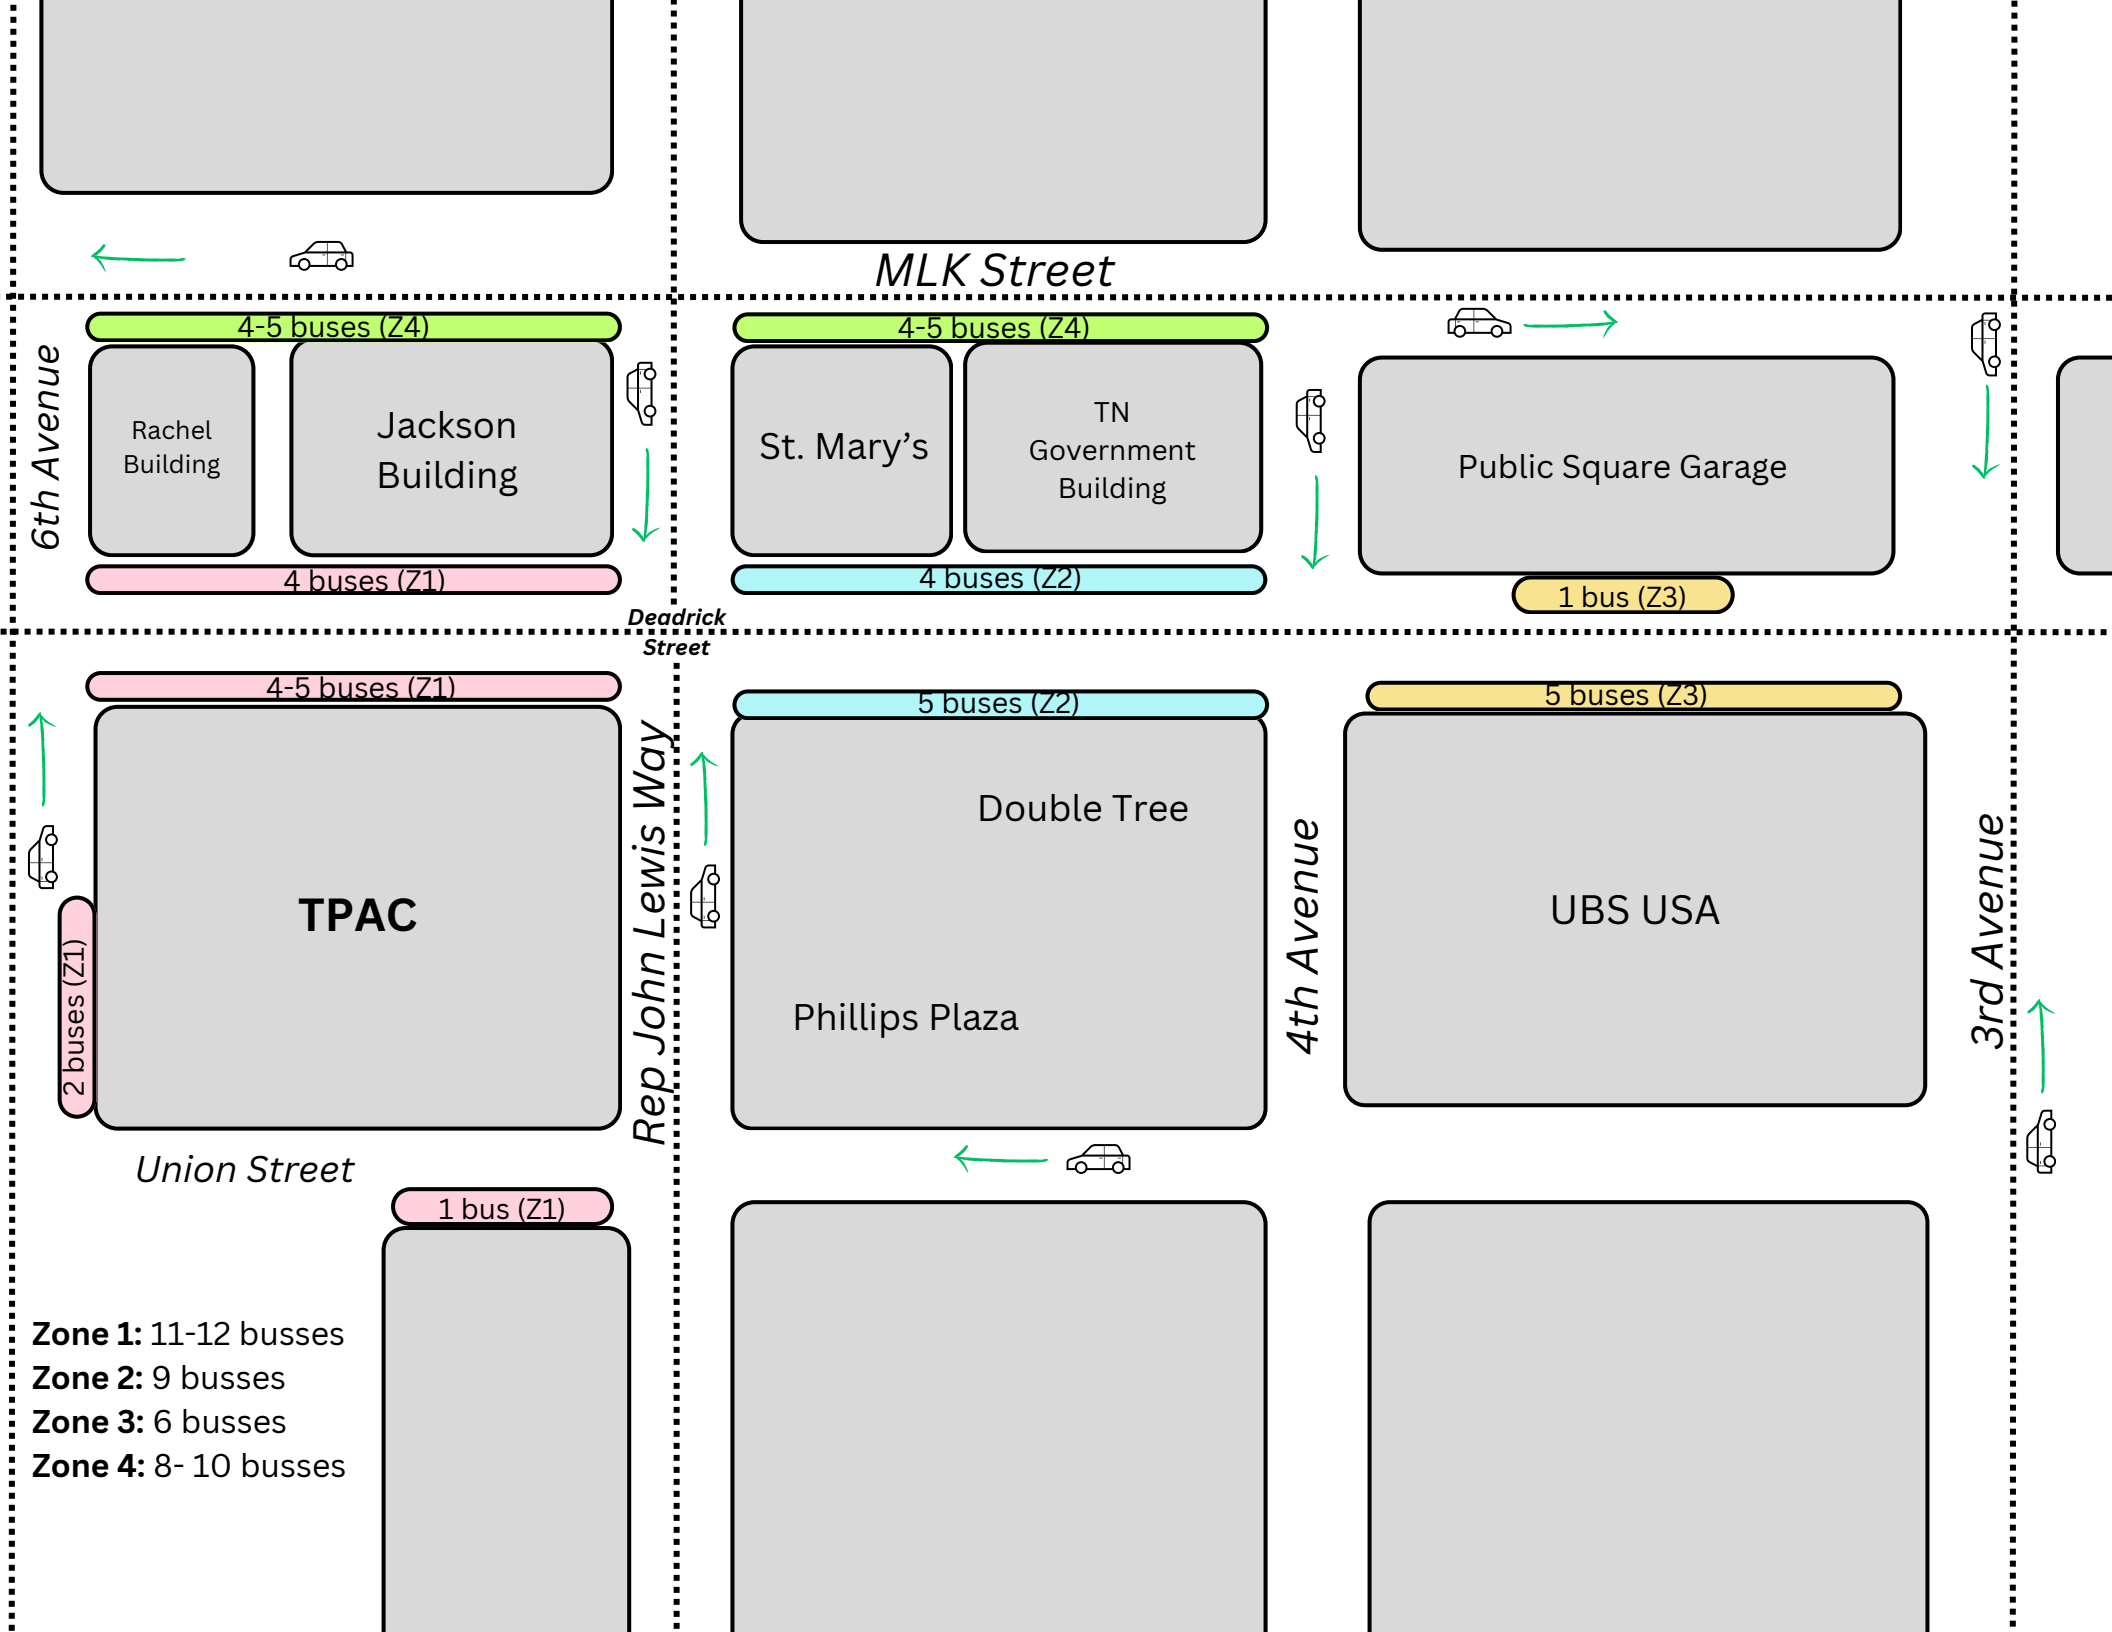 MLK Street
4-5 buses (Z4)
4-5 buses (Z4)
6th Avenue
Rachel
Building
Jackson
Building
St. Mary’s
TN
Government
Building
Public Square Garage
4 buses (Z1)
4 buses (Z2)
1 bus (Z3)
Deadrick
Street
4-5 buses (Z1)
5 buses (Z2)
5 buses (Z3)
2 buses (Z1)
TPAC
Rep John Lewis Way
Double Tree
Phillips Plaza
4th Avenue
UBS USA
3rd Avenue
Union Street
1 bus (Z1)
Zone 1: 11-12 busses
Zone 2: 9 busses
Zone 3: 6 busses
Zone 4: 8- 10 busses